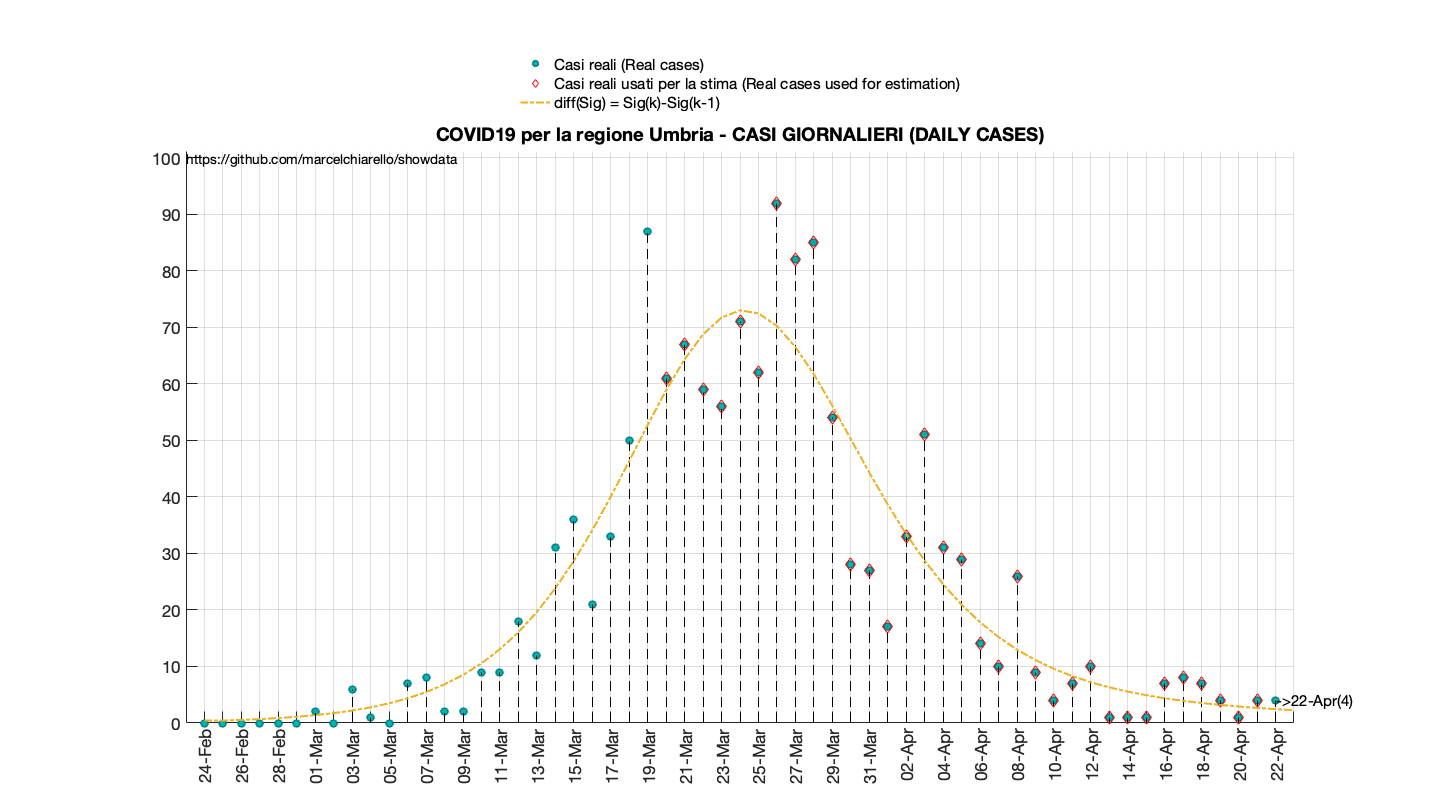 Casi reali (Real cases)
Casi reali usati per la stima (Real cases used for estimation)
diff(Sig) = Sig(k)-Sig(k-1)
COVID19 per la regione Umbria - CASI GIORNALIERI (DAILY CASES)
https://github.com/marcelchiarello/showdata
100
90
80
70
60
50
40
30
20
10
0
->22-Apr(4)
24-Feb
26-Feb
28-Feb
01-Mar
03-Mar
05-Mar
07-Mar
09-Mar
11-Mar
13-Mar
15-Mar
17-Mar
19-Mar
21-Mar
23-Mar
25-Mar
27-Mar
29-Mar
31-Mar
02-Apr
04-Apr
06-Apr
08-Apr
10-Apr
12-Apr
14-Apr
16-Apr
18-Apr
20-Apr
22-Apr